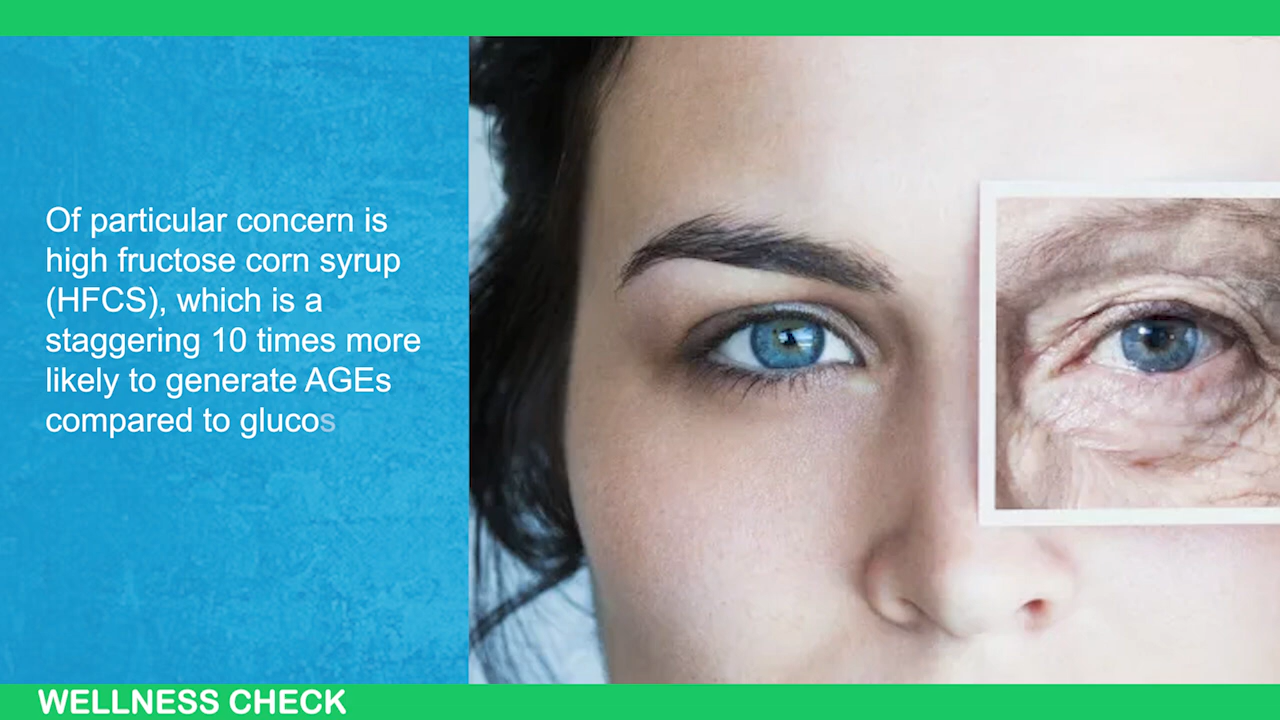 Of particular concern is
high fructose corn syrup
(HFCS), which is a
staggering 10 times more
likely to generate AGEs
compared to glucos
WELLNESS CHECK